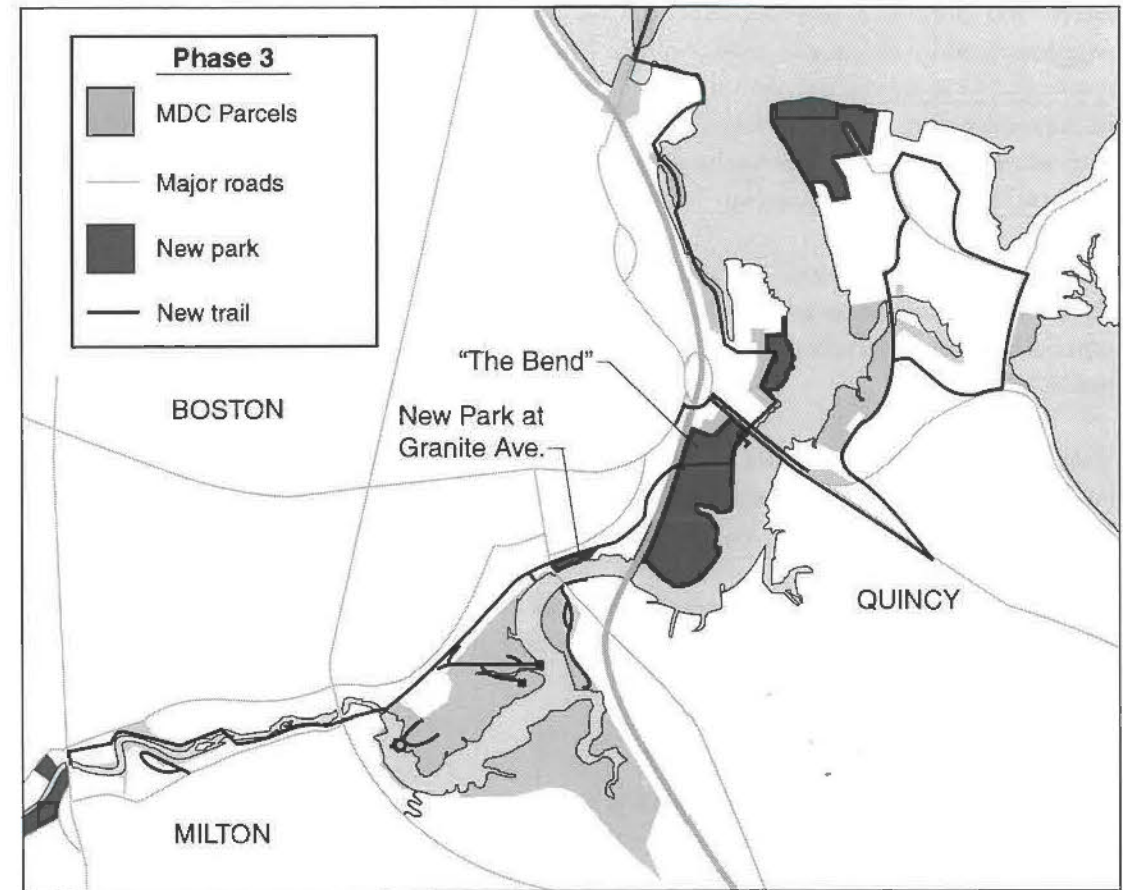 Phase 3
MDC Parcels
Major roads
New park
New trail
"The Bend"
New Park at
Granite Ave.
BOSTON
QUINCY
MILTON